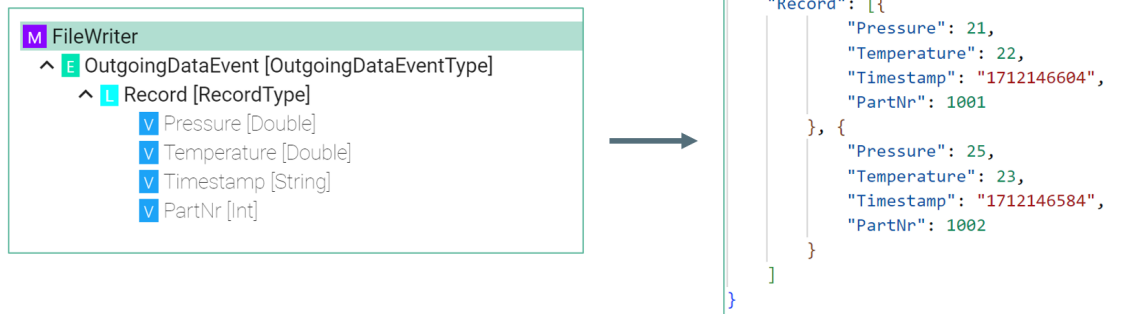 M FileWriter
E OutgoingDataEvent [OutgoingDataEventType]
L Record [RecordType]
V Pressure [Double]
V Temperature [Double]
V Timestamp [String]
V PartNr [Int]
"Record": [{
"Pressure": 21,
"Temperature": 22,
"Timestamp": "1712146604",
"PartNr": 1001
}, {
"Pressure": 25,
"Temperature": 23,
"Timestamp": "1712146584",
"PartNr": 1002
}
]
}